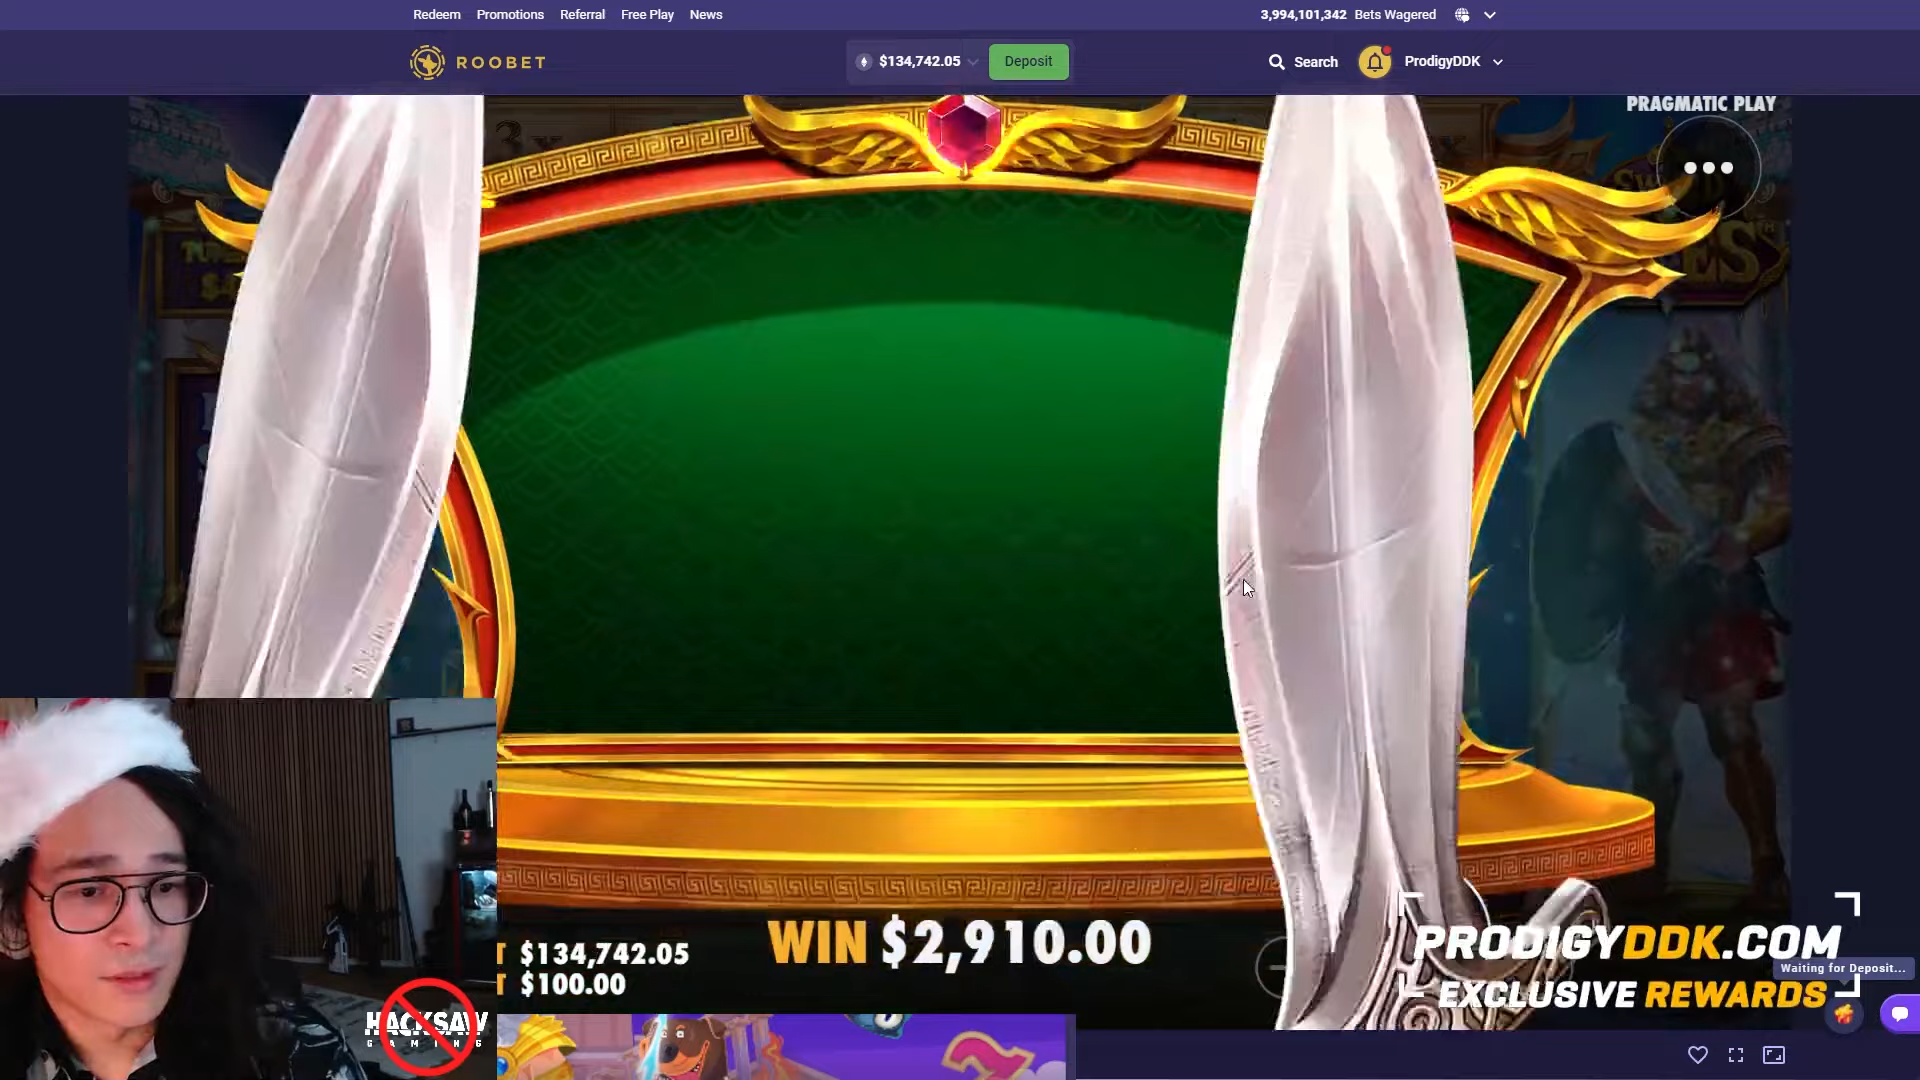 Redeem Promotions Referral Free Play News
3,994,101,342 Bets Wagered
ROOBET
$134,742.05
Deposit
Search
ProdigyDDK
PRAGMATIC PLAY
WIN $2,910.00
T $134,742.05
T $100.00
PRODIGYDDK.COM
Waiting for Deposit...
EXCLUSIVE REWARDS
HACKSAW
GAMING